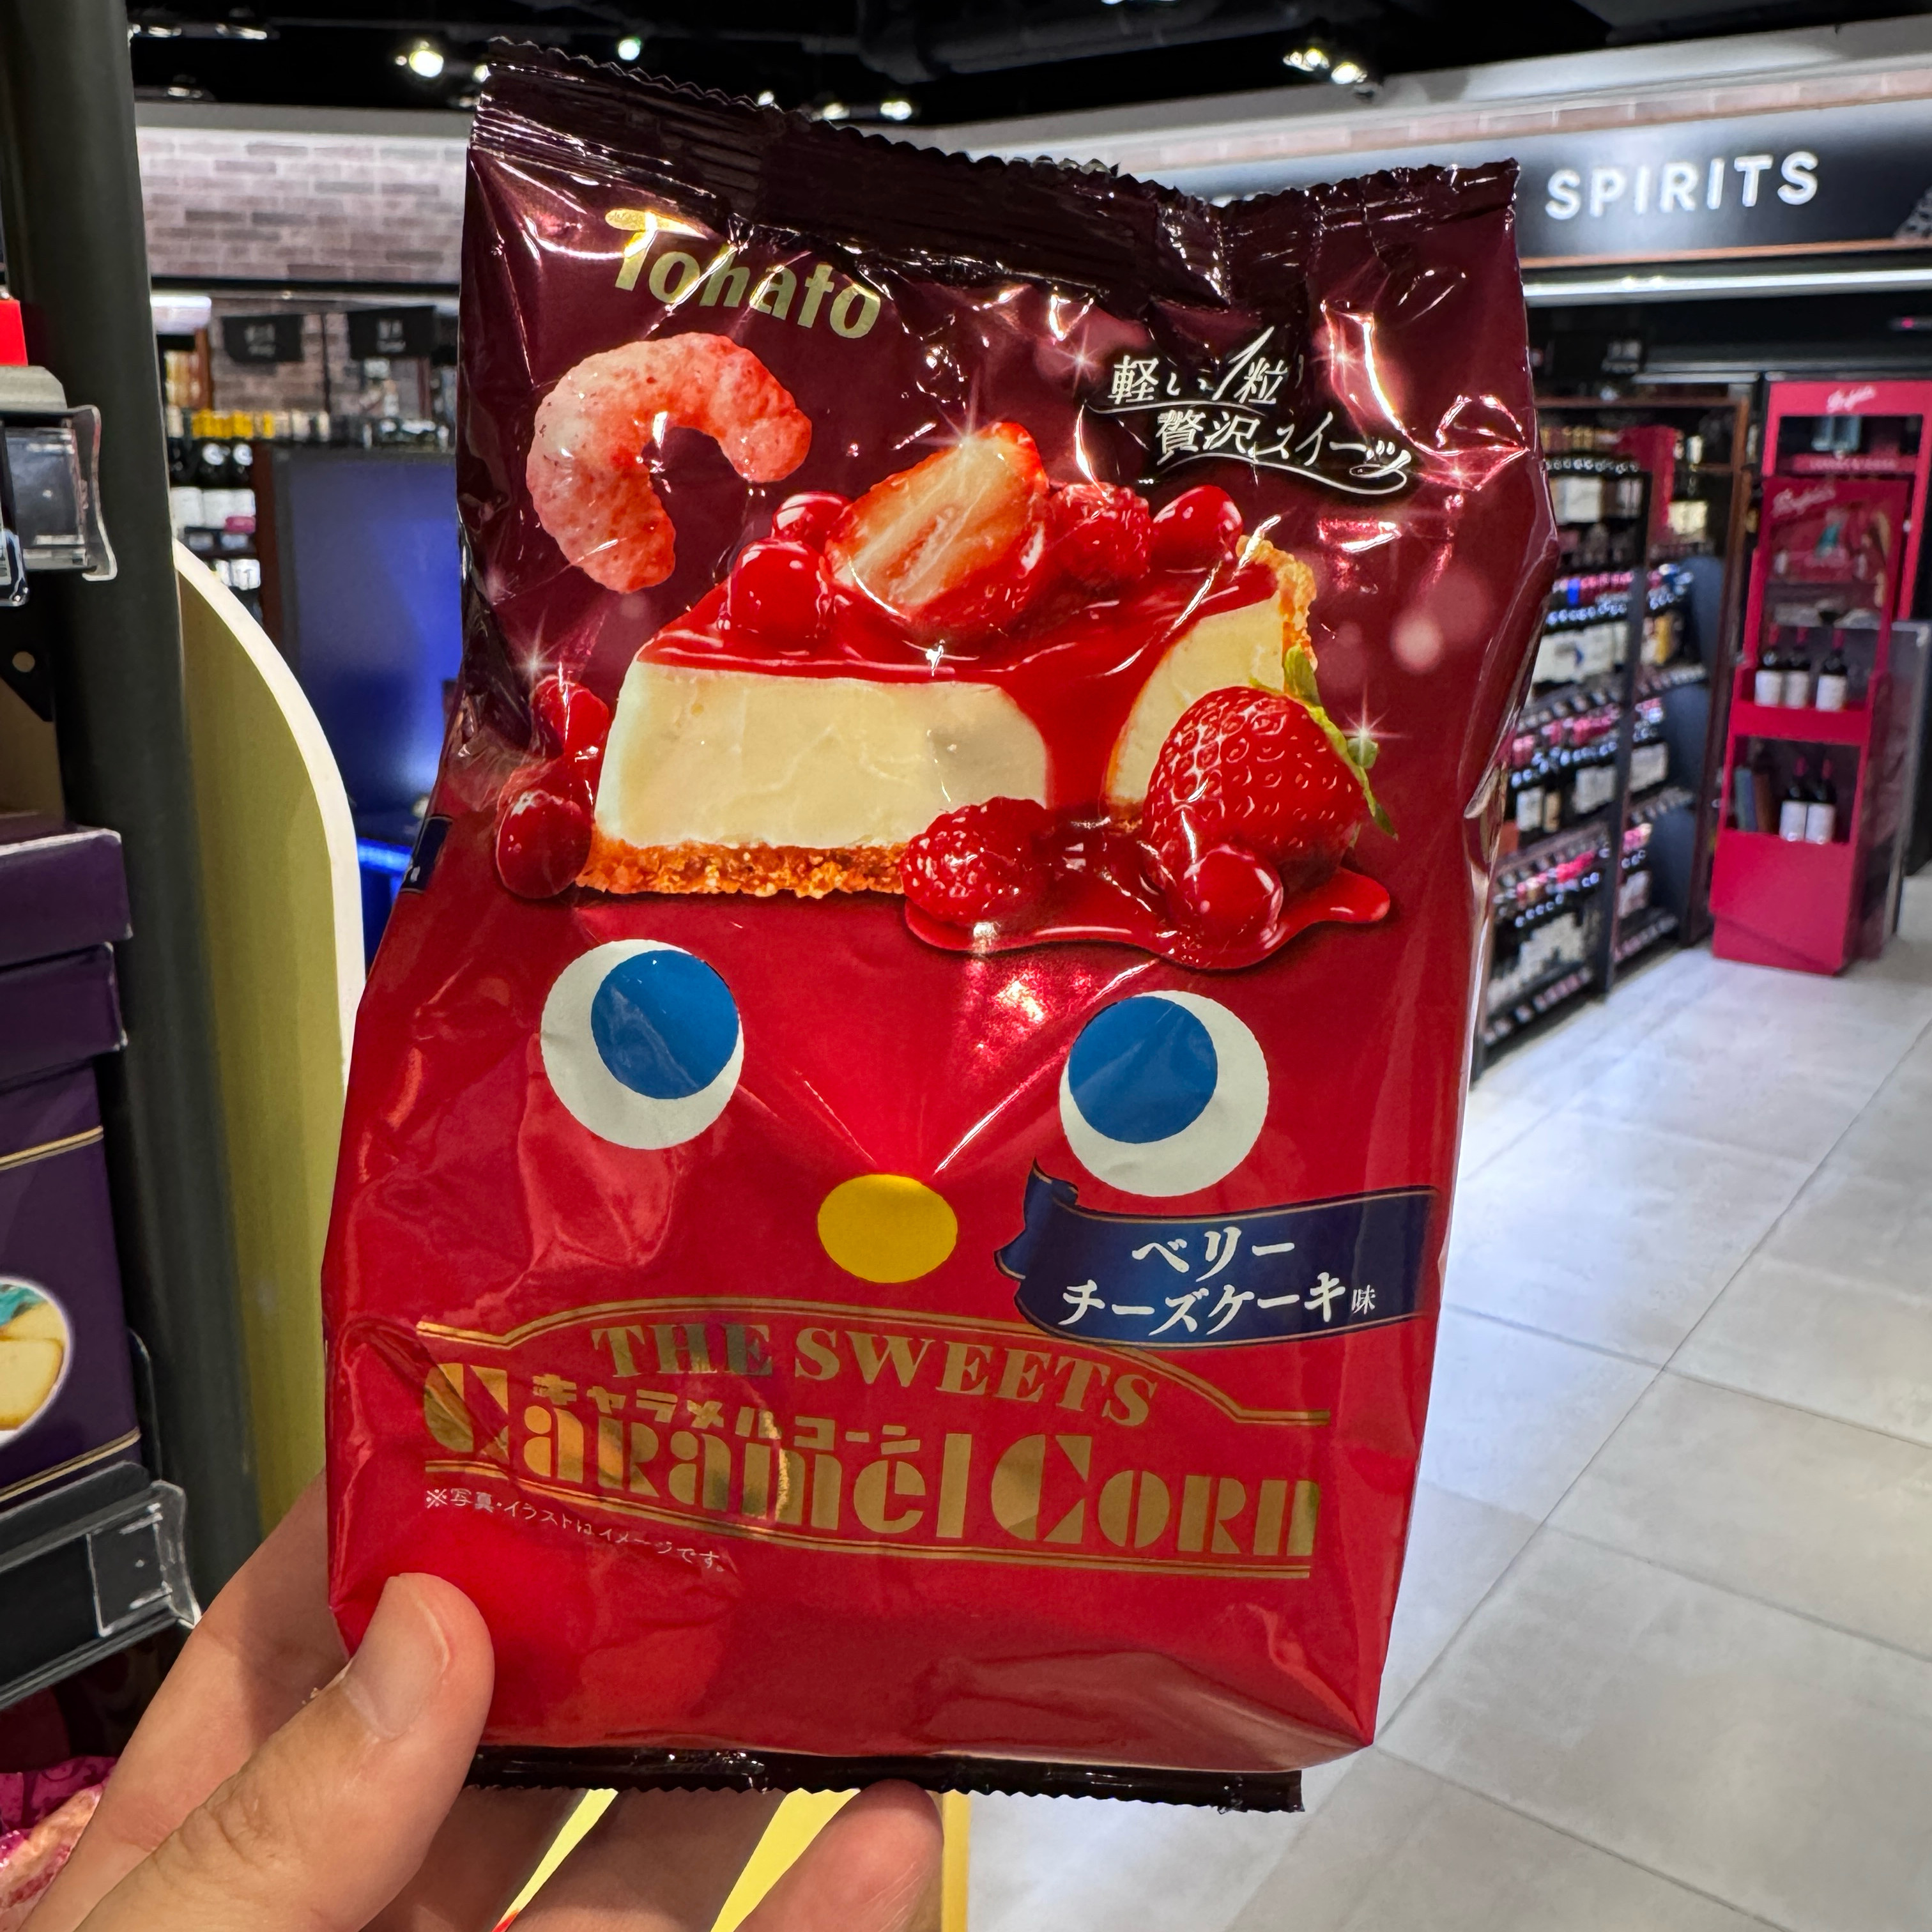 SPIRITS
Tohato
軽い1粒
贅沢スイーツ
ベリー
チーズケーキ味
THE SWEETS
キャラメルコーン
Caramel Corn
※写真・イラストはイメージです。